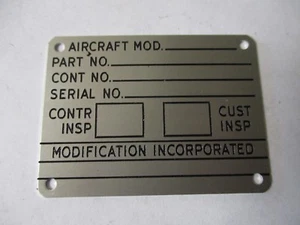 AIRCRAFT MOD.
PART NO.
CONT NO.
SERIAL NO.
CONTR INSP CUST INSP
MODIFICATION INCORPORATED